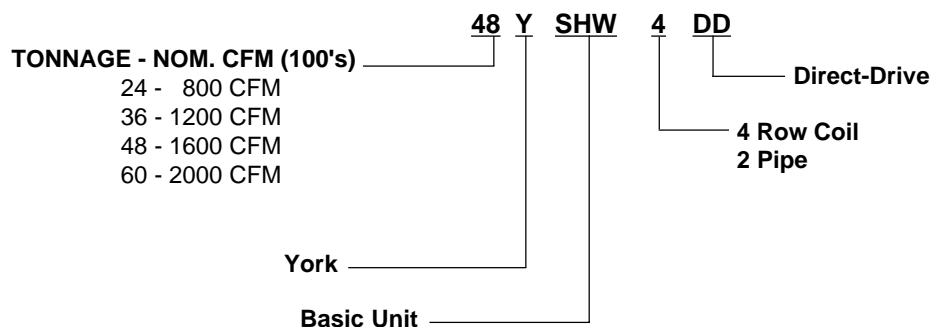 48 Y SHW 4 DD
TONNAGE - NOM. CFM (100's)
24 - 800 CFM
36 - 1200 CFM
48 - 1600 CFM
60 - 2000 CFM
Direct-Drive
4 Row Coil
2 Pipe
York
Basic Unit